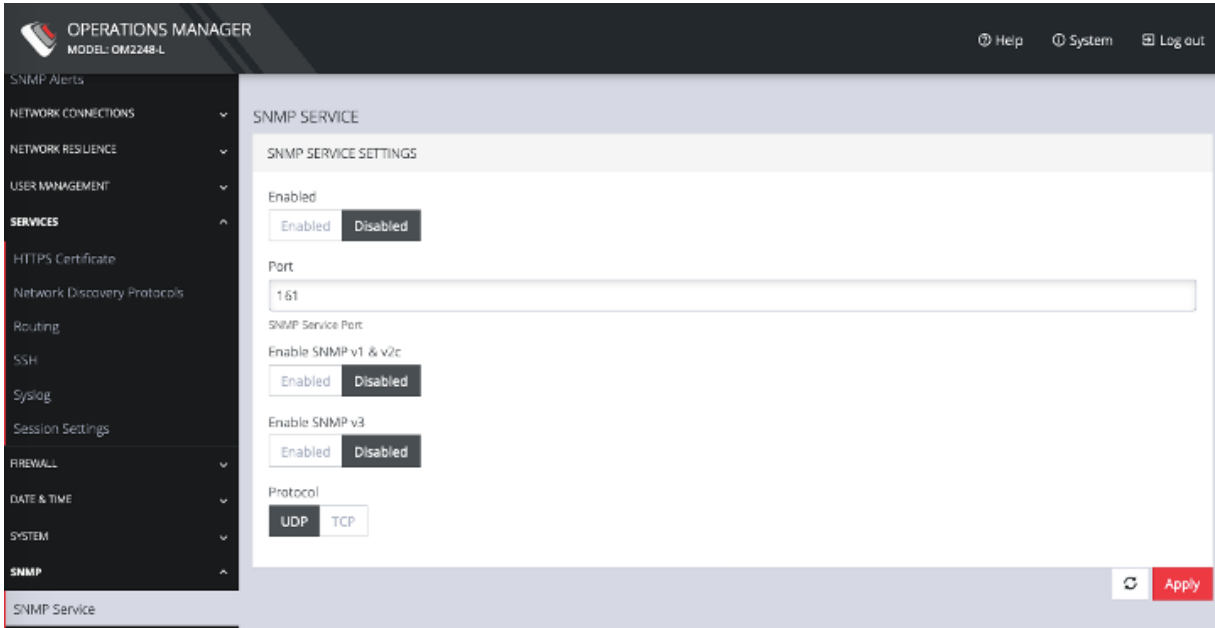 OPERATIONS MANAGER
MODEL: OM2248-L
Help
System
Log out
SNMP Alerts
NETWORK CONNECTIONS
NETWORK RESILIENCE
USER MANAGEMENT
SERVICES
HTTPS Certificate
Network Discovery Protocols
Routing
SSH
Syslog
Session Settings
FIREWALL
DATE & TIME
SYSTEM
SNMP
SNMP Service
SNMP SERVICE
SNMP SERVICE SETTINGS
Enabled
Enabled Disabled
Port
161
SNMP Service Port
Enable SNMP v1 & v2c
Enabled Disabled
Enable SNMP v3
Enabled Disabled
Protocol
UDP TCP
Apply